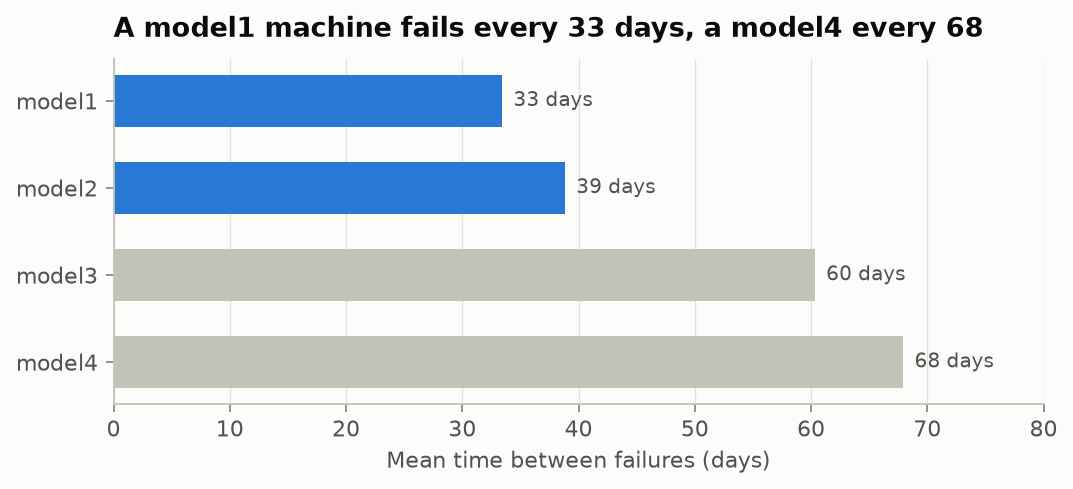 A model1 machine fails every 33 days, a model4 every 68
model1
33 days
model2
39 days
model3
60 days
model4
68 days
0 10 20 30 40 50 60 70 80
Mean time between failures (days)